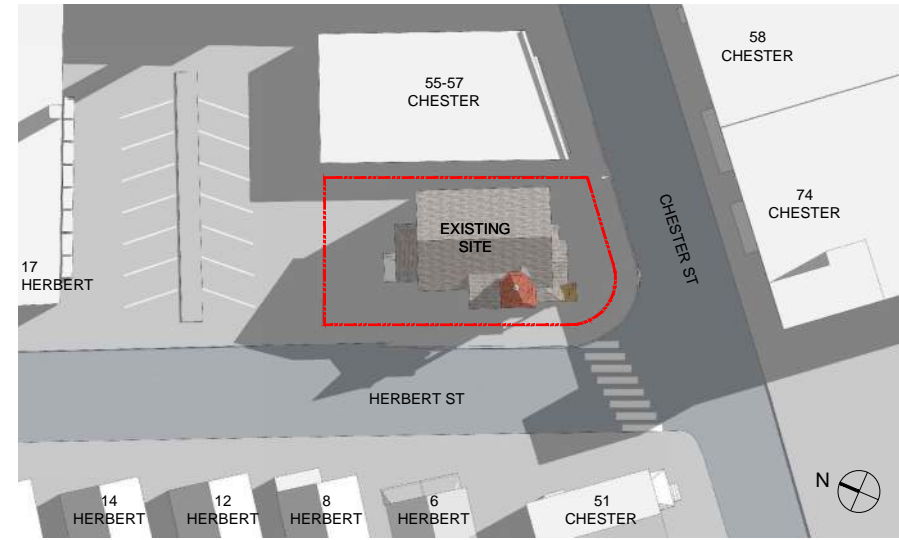 58
CHESTER
55-57
CHESTER
74
CHESTER
CHESTER ST
EXISTING
SITE
17
HERBERT
HERBERT ST
N
14
HERBERT
12
HERBERT
8
HERBERT
6
HERBERT
51
CHESTER